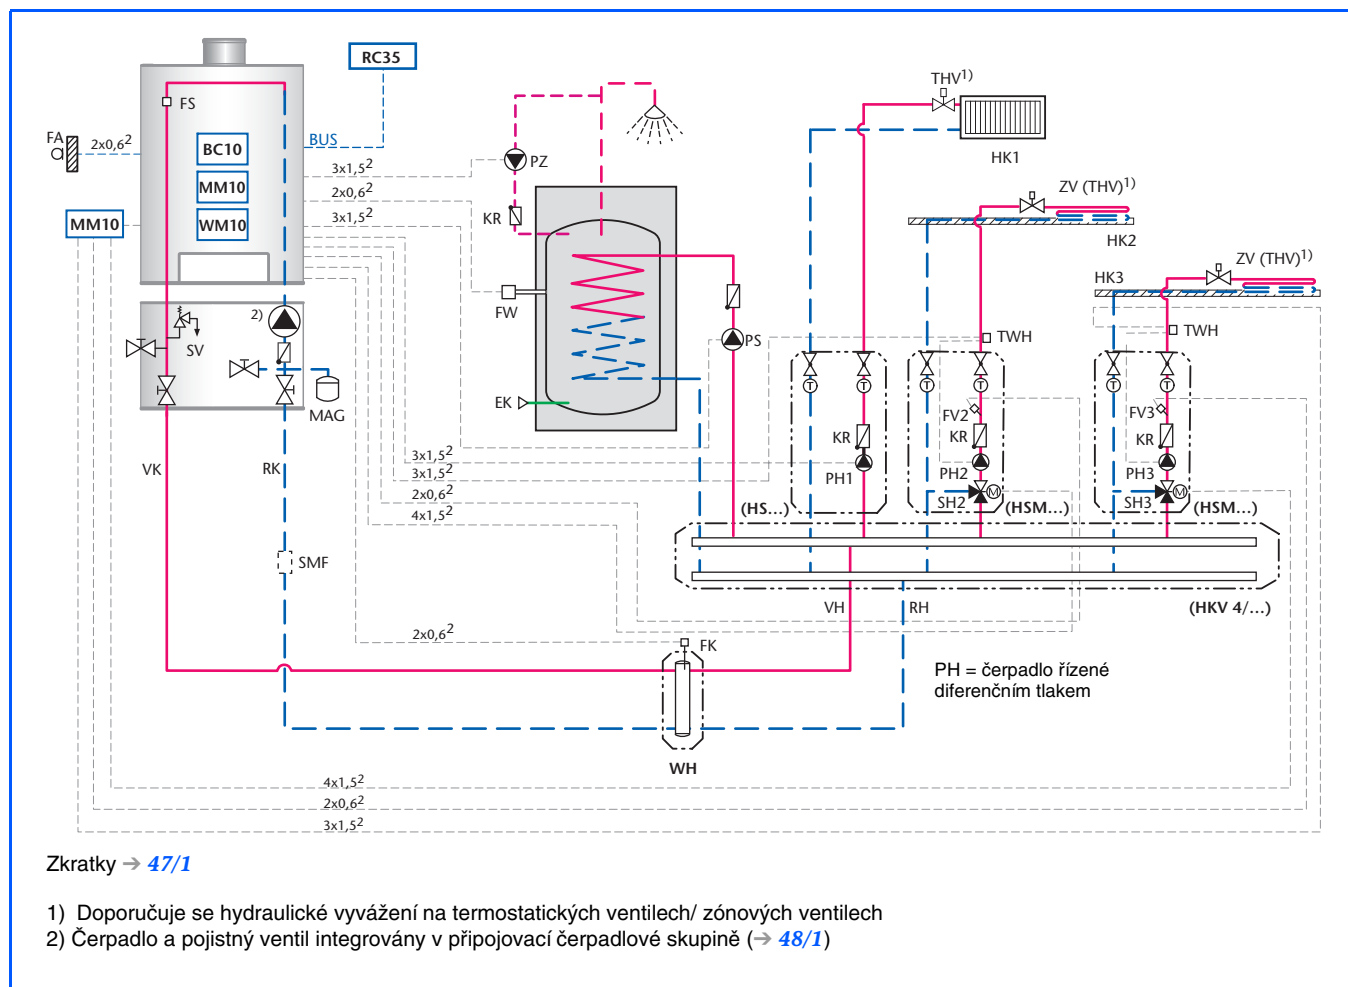 RC35
THV1)
FS
FA
2x0,6²
BUS
BC10
3x1,5²
PZ
HK1
MM10
2x0,6²
ZV (THV)1)
KR
MM10
WM10
3x1,5²
HK2
ZV (THV)1)
HK3
FW
2)
SV
PS
TWH
TWH
MAG
T
T
T
T
T
T
EK
FV2
FV3
KR
KR
KR
VK
RK
3x1,5²
3x1,5²
PH1
PH2
PH3
2x0,6²
M
M
4x1,5²
(HS...)
SH2
(HSM...)
SH3
(HSM...)
SMF
VH
RH
(HKV 4/...)
2x0,6²
FK
PH = čerpadlo řízené
diferenčním tlakem
WH
4x1,5²
2x0,6²
3x1,5²
Zkratky ➔ 47/1
1) Doporučuje se hydraulické vyvážení na termostatických ventilech/ zónových ventilech
2) Čerpadlo a pojistný ventil integrovány v připojovací čerpadlové skupině (➔ 48/1)